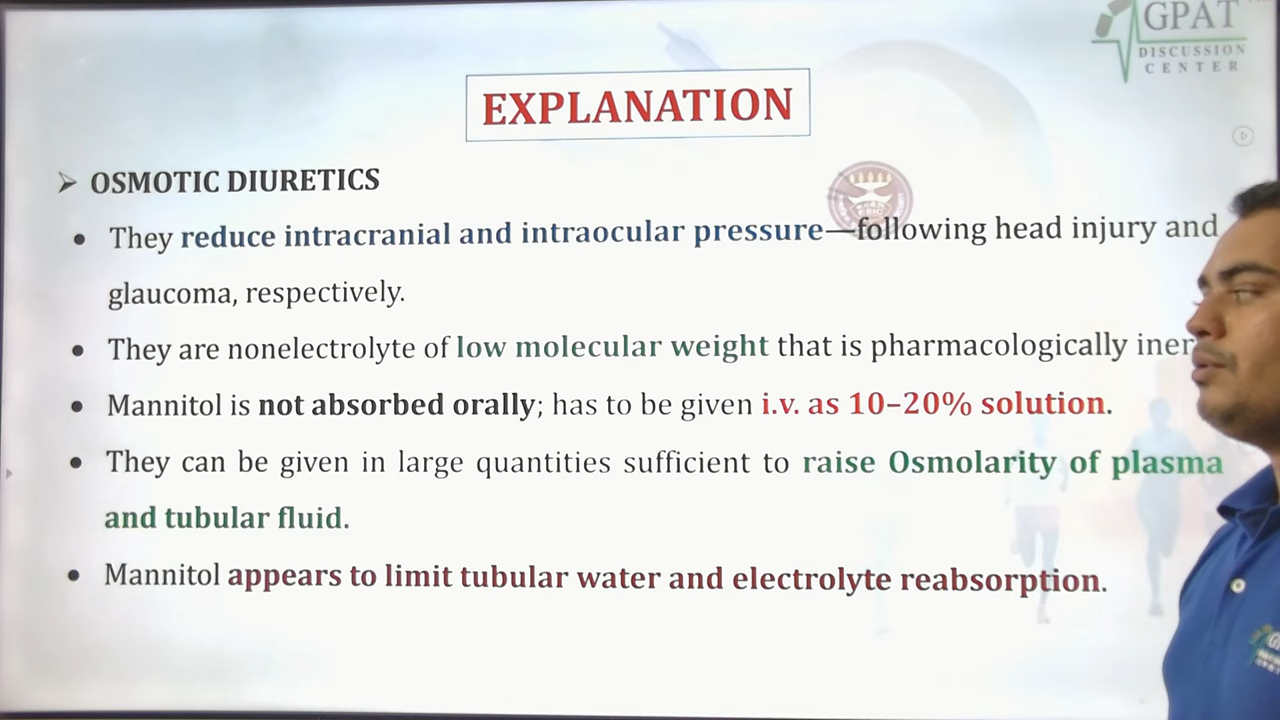 GPAT
DISCUSSION
CENTER
EXPLANATION
➢ OSMOTIC DIURETICS
• They reduce intracranial and intraocular pressure—following head injury and
glaucoma, respectively.
• They are nonelectrolyte of low molecular weight that is pharmacologically
• Mannitol is not absorbed orally; has to be given i.v. as 10–20% solution.
• They can be given in large quantities sufficient to raise Osmolarity of plasma
and tubular fluid.
• Mannitol appears to limit tubular water and electrolyte reabsorption.